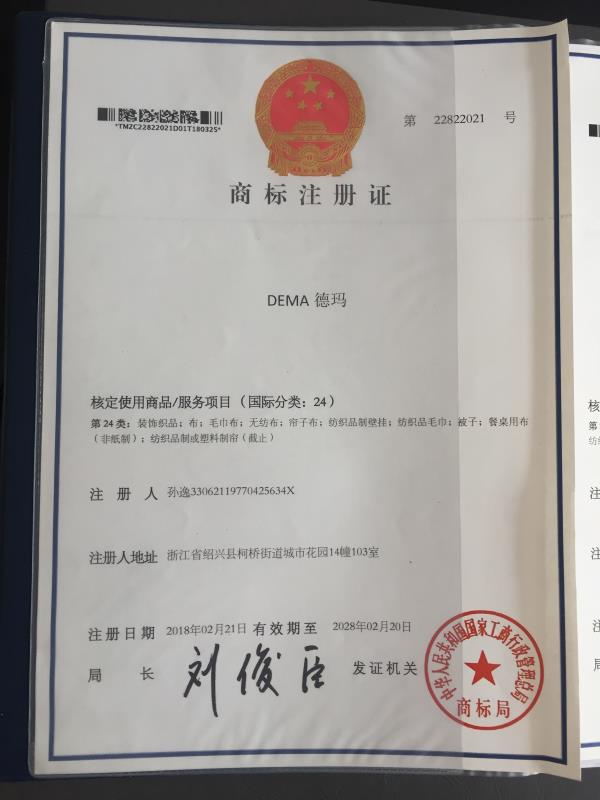 第 22822021 号
*TMZC22822021D01T180325*
商标注册证
DEMA 德玛
核定使用商品/服务项目（国际分类：24）
第24类：装饰织品；布；毛巾布；无纺布；帘子布；纺织品制壁挂；纺织品毛巾；被子；餐桌用布
（非纸制）；纺织品制或塑料制帘（截止）
注册人 孙逸33062119770425634X
注册人地址 浙江省绍兴县柯桥街道城市花园14幢103室
注册日期 2018年02月21日 有效期至 2028年02月20日
局长 刘俊臣 发证机关
中华人民共和国国家工商行政管理总局
商标局
核
第
纺织
注
注
注
局